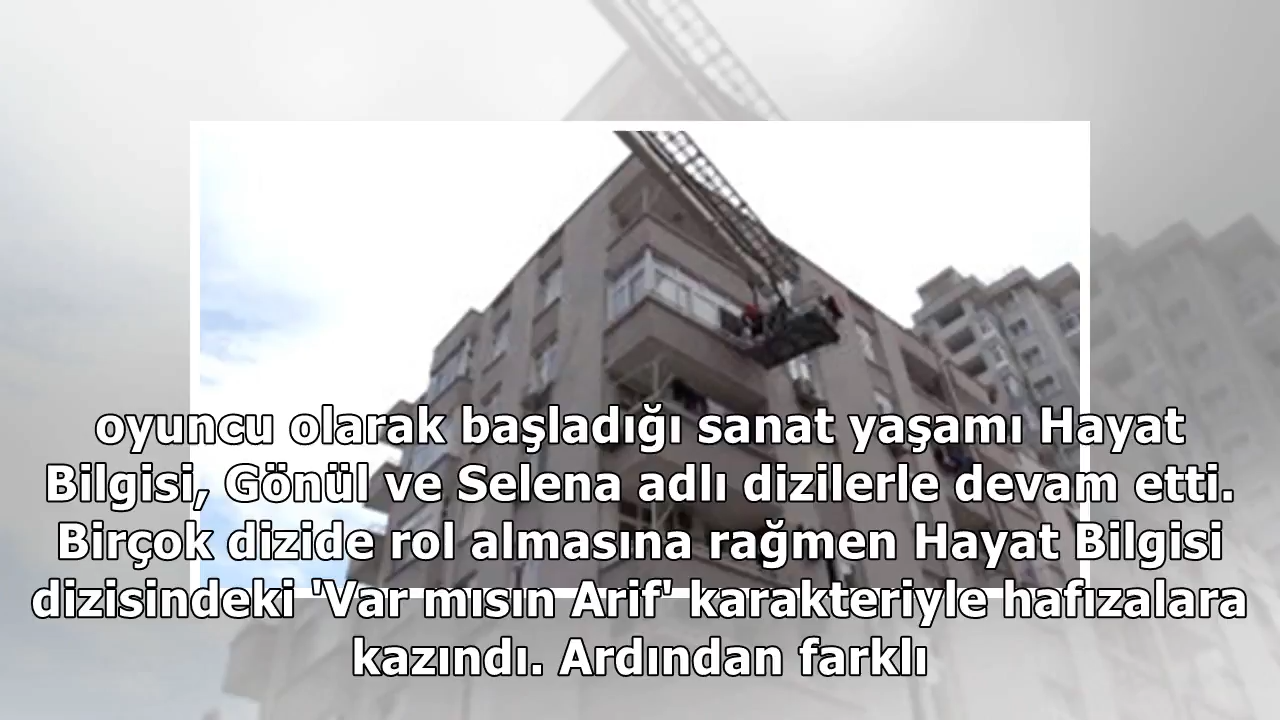 oyuncu olarak başladığı sanat yaşamı Hayat
Bilgisi, Gönül ve Selena adlı dizilerle devam etti.
Birçok dizide rol almasına rağmen Hayat Bilgisi
dizisindeki 'Var mısın Arif' karakteriyle hafızalara
kazındı. Ardından farklı